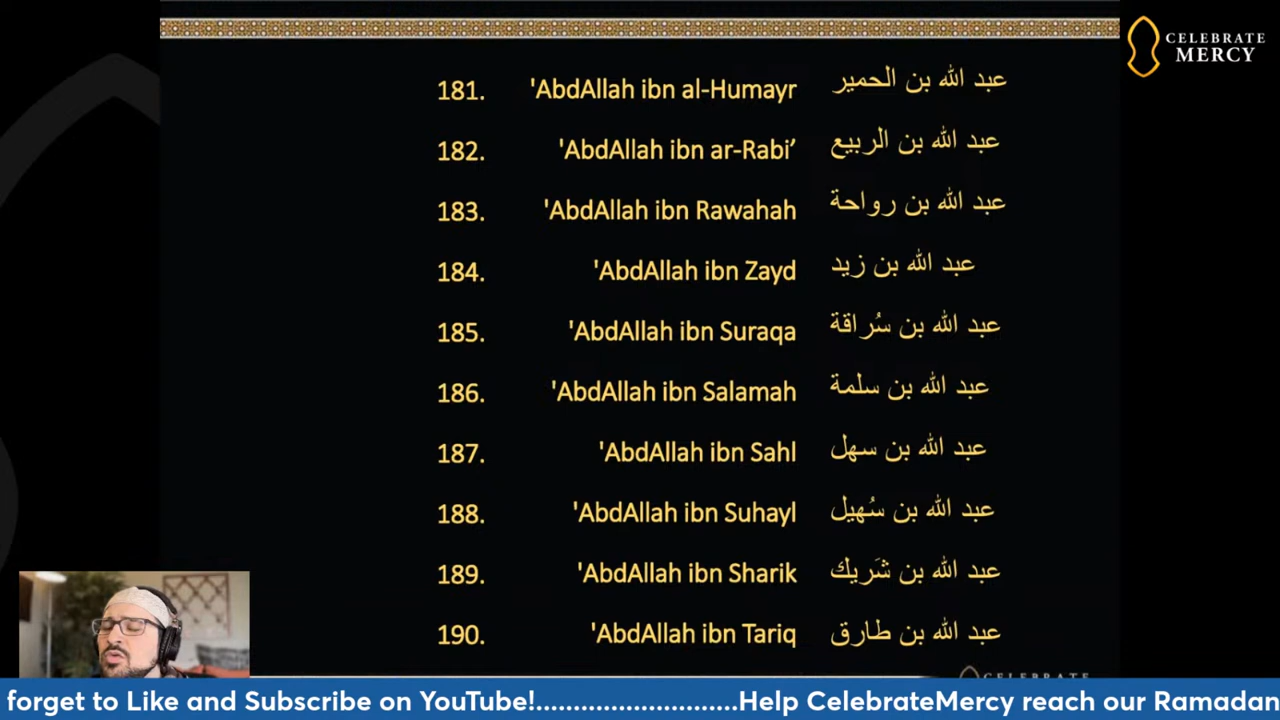 CELEBRATE
MERCY
181. 'AbdAllah ibn al-Humayr عبد الله بن الحمير
182. 'AbdAllah ibn ar-Rabi’ عبد الله بن الربيع
183. 'AbdAllah ibn Rawahah عبد الله بن رواحة
184. 'AbdAllah ibn Zayd عبد الله بن زيد
185. 'AbdAllah ibn Suraqa عبد الله بن سُراقة
186. 'AbdAllah ibn Salamah عبد الله بن سلمة
187. 'AbdAllah ibn Sahl عبد الله بن سهل
188. 'AbdAllah ibn Suhayl عبد الله بن سُهيل
189. 'AbdAllah ibn Sharik عبد الله بن شَريك
190. 'AbdAllah ibn Tariq عبد الله بن طارق
CELEBRATE
forget to Like and Subscribe on YouTube!..........................Help CelebrateMercy reach our Ramadan